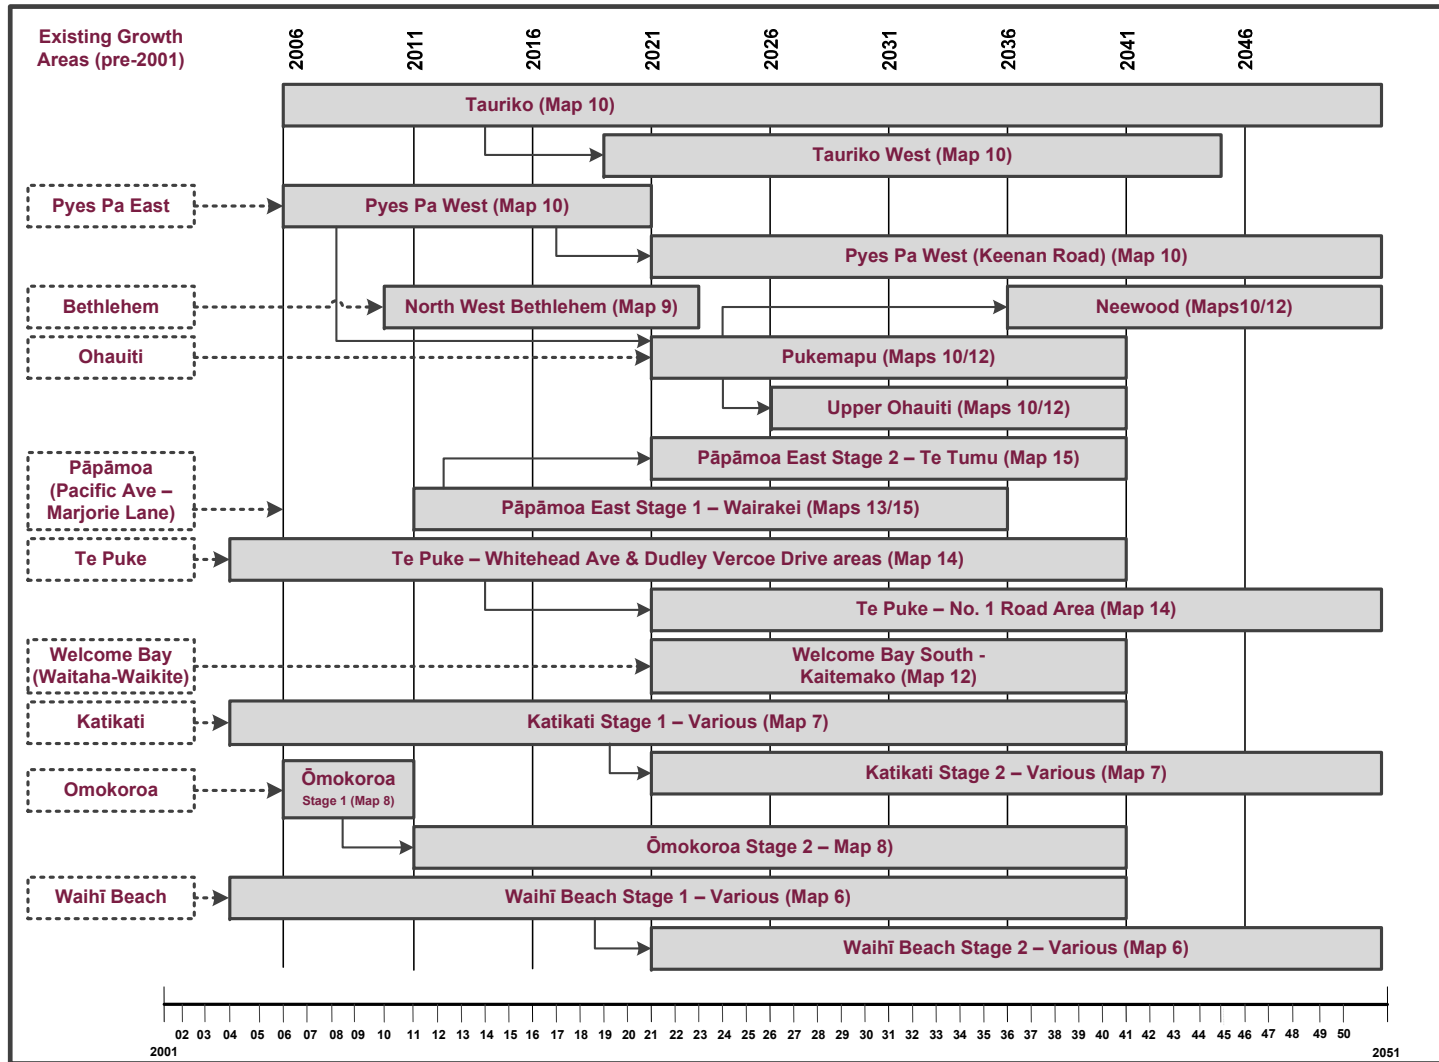 Existing Growth
Areas (pre-2001)
2006
2011
2016
2021
2026
2031
2036
2041
2046
Tauriko (Map 10)
Tauriko West (Map 10)
Pyes Pa East
Pyes Pa West (Map 10)
Pyes Pa West (Keenan Road) (Map 10)
Bethlehem
North West Bethlehem (Map 9)
Neewood (Maps10/12)
Ohauiti
Pukemapu (Maps 10/12)
Upper Ohauiti (Maps 10/12)
Pāpāmoa
(Pacific Ave –
Marjorie Lane)
Pāpāmoa East Stage 2 – Te Tumu (Map 15)
Pāpāmoa East Stage 1 – Wairakei (Maps 13/15)
Te Puke
Te Puke – Whitehead Ave & Dudley Vercoe Drive areas (Map 14)
Te Puke – No. 1 Road Area (Map 14)
Welcome Bay
(Waitaha-Waikite)
Welcome Bay South -
Kaitemako (Map 12)
Katikati
Katikati Stage 1 – Various (Map 7)
Katikati Stage 2 – Various (Map 7)
Omokoroa
Ōmokoroa
Stage 1 (Map 8)
Ōmokoroa Stage 2 – Map 8)
Waihī Beach
Waihī Beach Stage 1 – Various (Map 6)
Waihī Beach Stage 2 – Various (Map 6)
02 03 04 05 06 07 08 10 11 12 13 14 15 16 17 18 19 20 21 22 23 24 25 26 27 28 29 30 31 32 33 34 35 36 37 38 39 40 41 42 43 44 45 46 47 48 49 50
2001
2051